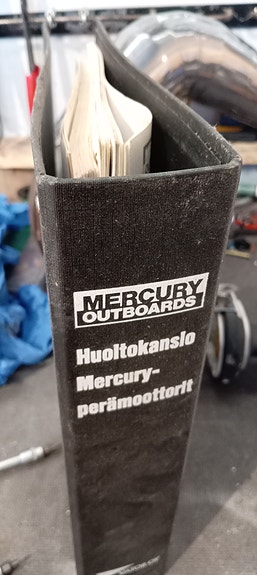 MERCURY
OUTBOARDS
Huoltokansio
Mercury-
perämoottorit